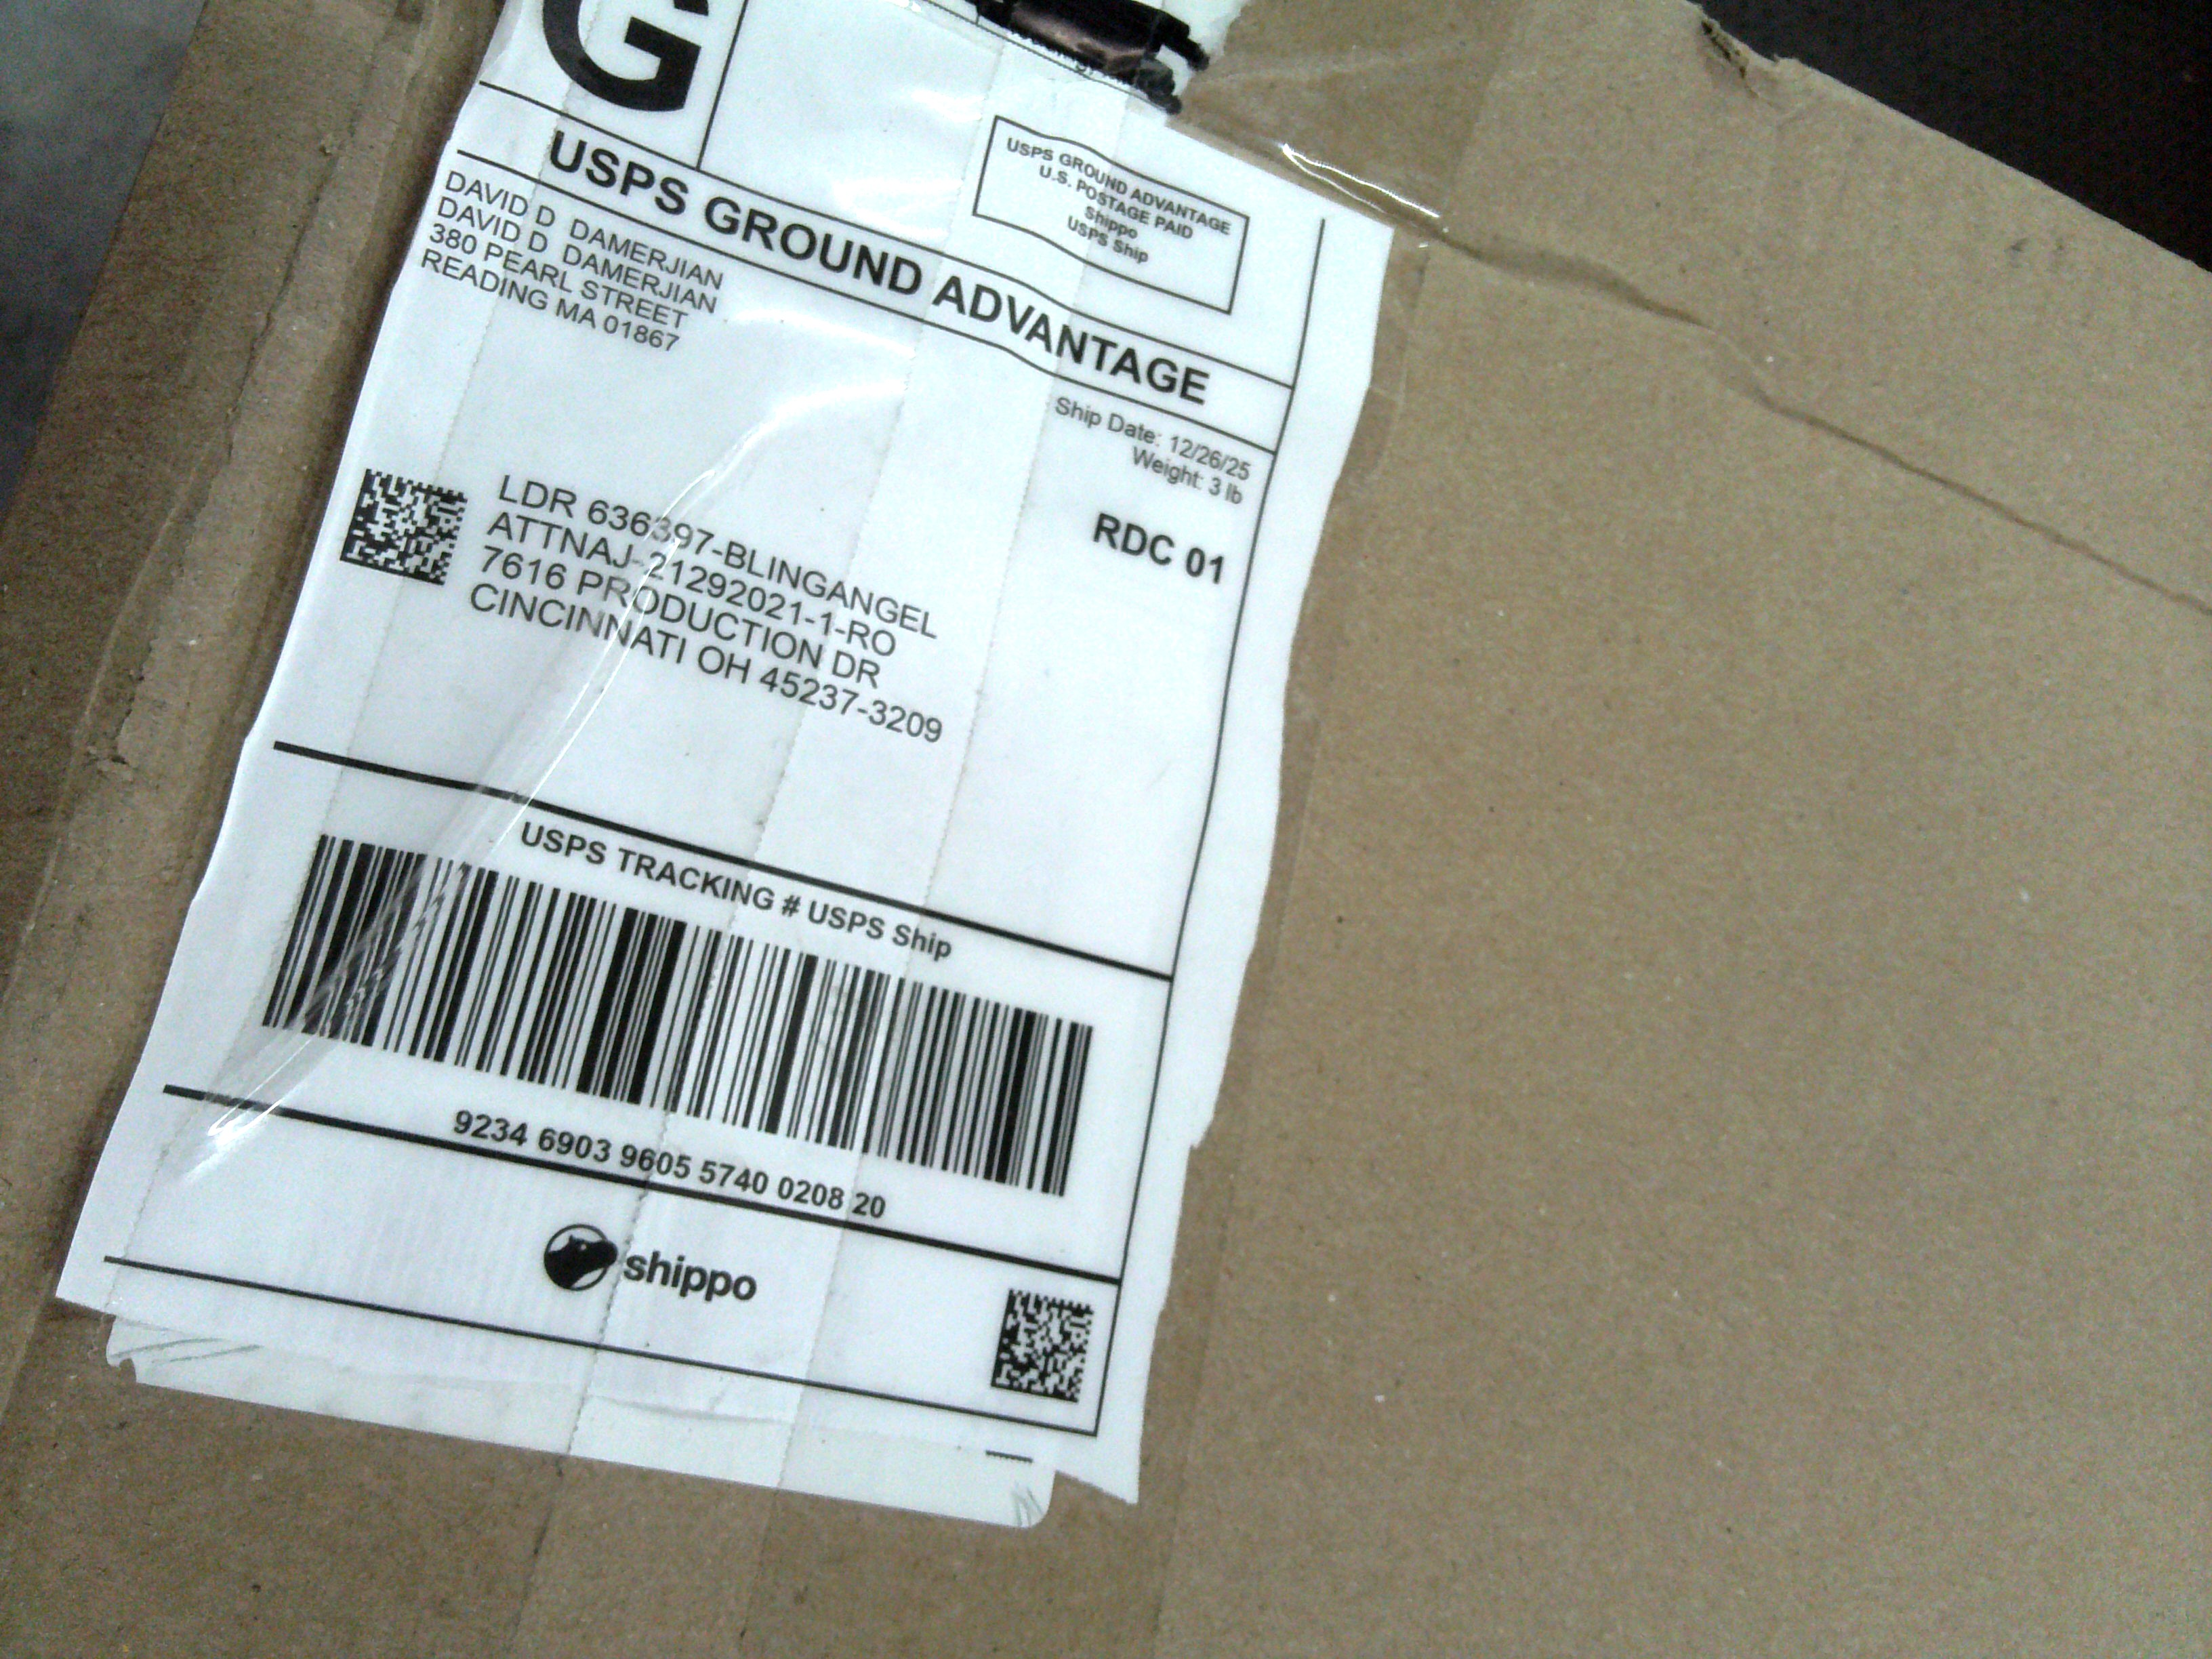 G
USPS GROUND ADVANTAGE
U.S. POSTAGE PAID
Shippo
USPS Ship
USPS GROUND ADVANTAGE
DAVID D DAMERJIAN
DAVID D DAMERJIAN
380 PEARL STREET
READING MA 01867
Ship Date: 12/26/25
Weight: 3 lb
RDC 01
LDR 636397-BLINGANGEL
ATTNAJ-21292021-1-RO
7616 PRODUCTION DR
CINCINNATI OH 45237-3209
USPS TRACKING # USPS Ship
9234 6903 9605 5740 0208 20
shippo